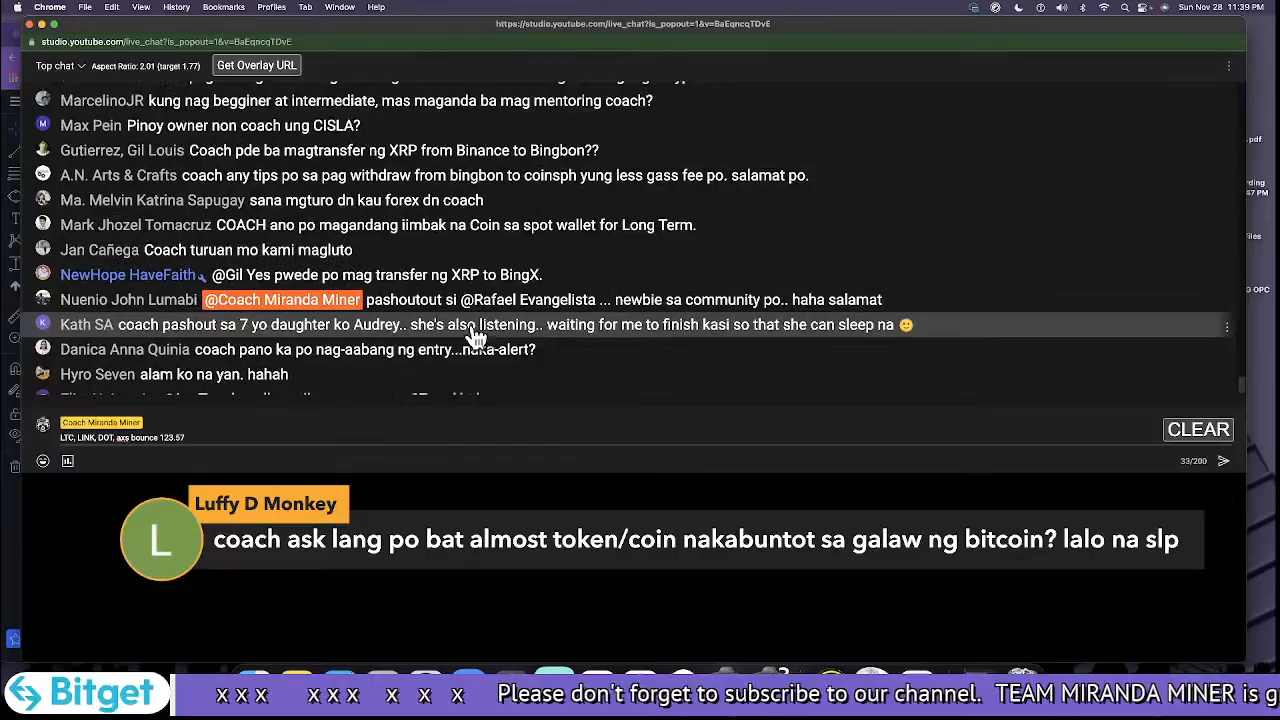 Chrome File Edit View History Bookmarks Profiles Tab Window Help
Sun Nov 28 11:39 PM
https://studio.youtube.com/live_chat?is_popout=1&v=BaEqncqTDvE
studio.youtube.com/live_chat?is_popout=1&v=BaEqncqTDvE
Top chat Aspect Ratio: 2.01 (target 1.77) Get Overlay URL
MarcelinoJR kung nag begginer at intermediate, mas maganda ba mag mentoring coach?
Max Pein Pinoy owner non coach ung CISLA?
Gutierrez, Gil Louis Coach pde ba magtransfer ng XRP from Binance to Bingbon??
A.N. Arts & Crafts coach any tips po sa pag withdraw from bingbon to coinsph yung less gass fee po. salamat po.
Ma. Melvin Katrina Sapugay sana mgturo dn kau forex dn coach
Mark Jhozel Tomacruz COACH ano po magandang iimbak na Coin sa spot wallet for Long Term.
Jan Cañega Coach turuan mo kami magluto
NewHope HaveFaith @Gil Yes pwede po mag transfer ng XRP to BingX.
Nuenio John Lumabi @Coach Miranda Miner pashoutout si @Rafael Evangelista ... newbie sa community po.. haha salamat
K Kath SA coach pashout sa 7 yo daughter ko Audrey.. she's also listening.. waiting for me to finish kasi so that she can sleep na
Danica Anna Quinia coach pano ka po nag-aabang ng entry...naka-alert?
Hyro Seven alam ko na yan. hahah
Coach Miranda Miner
LTC, LINK, DOT, axs bounce 123.57
CLEAR
33/200
Luffy D Monkey
L coach ask lang po bat almost token/coin nakabuntot sa galaw ng bitcoin? lalo na slp
.pdf
47 PM
Files
OPC
Bitget x x x x x x x x x Please don't forget to subscribe to our channel. TEAM MIRANDA MINER is g